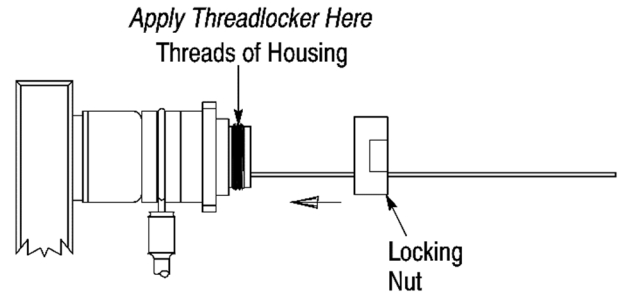 Apply Threadlocker Here
Threads of Housing
Locking
Nut